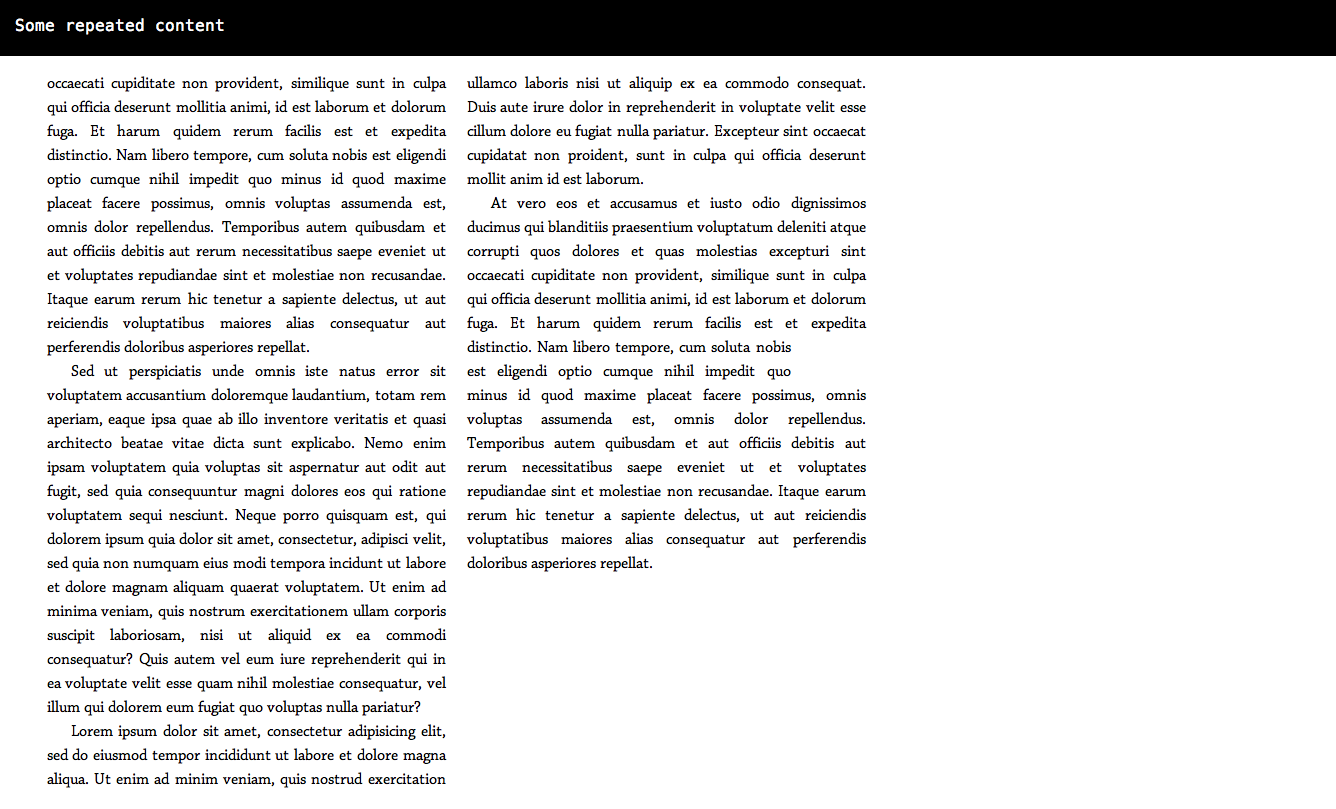 Some repeated content
occaecati cupiditate non provident, similique sunt in culpa
qui officia deserunt mollitia animi, id est laborum et dolorum
fuga. Et harum quidem rerum facilis est et expedita
distinctio. Nam libero tempore, cum soluta nobis est eligendi
optio cumque nihil impedit quo minus id quod maxime
placeat facere possimus, omnis voluptas assumenda est,
omnis dolor repellendus. Temporibus autem quibusdam et
aut officiis debitis aut rerum necessitatibus saepe eveniet ut
et voluptates repudiandae sint et molestiae non recusandae.
Itaque earum rerum hic tenetur a sapiente delectus, ut aut
reiciendis voluptatibus maiores alias consequatur aut
perferendis doloribus asperiores repellat.
Sed ut perspiciatis unde omnis iste natus error sit
voluptatem accusantium doloremque laudantium, totam rem
aperiam, eaque ipsa quae ab illo inventore veritatis et quasi
architecto beatae vitae dicta sunt explicabo. Nemo enim
ipsam voluptatem quia voluptas sit aspernatur aut odit aut
fugit, sed quia consequuntur magni dolores eos qui ratione
voluptatem sequi nesciunt. Neque porro quisquam est, qui
dolorem ipsum quia dolor sit amet, consectetur, adipisci velit,
sed quia non numquam eius modi tempora incidunt ut labore
et dolore magnam aliquam quaerat voluptatem. Ut enim ad
minima veniam, quis nostrum exercitationem ullam corporis
suscipit laboriosam, nisi ut aliquid ex ea commodi
consequatur? Quis autem vel eum iure reprehenderit qui in
ea voluptate velit esse quam nihil molestiae consequatur, vel
illum qui dolorem eum fugiat quo voluptas nulla pariatur?
Lorem ipsum dolor sit amet, consectetur adipisicing elit,
sed do eiusmod tempor incididunt ut labore et dolore magna
aliqua. Ut enim ad minim veniam, quis nostrud exercitation
ullamco laboris nisi ut aliquip ex ea commodo consequat.
Duis aute irure dolor in reprehenderit in voluptate velit esse
cillum dolore eu fugiat nulla pariatur. Excepteur sint occaecat
cupidatat non proident, sunt in culpa qui officia deserunt
mollit anim id est laborum.
At vero eos et accusamus et iusto odio dignissimos
ducimus qui blanditiis praesentium voluptatum deleniti atque
corrupti quos dolores et quas molestias excepturi sint
occaecati cupiditate non provident, similique sunt in culpa
qui officia deserunt mollitia animi, id est laborum et dolorum
fuga. Et harum quidem rerum facilis est et expedita
distinctio. Nam libero tempore, cum soluta nobis
est eligendi optio cumque nihil impedit quo
minus id quod maxime placeat facere possimus, omnis
voluptas assumenda est, omnis dolor repellendus.
Temporibus autem quibusdam et aut officiis debitis aut
rerum necessitatibus saepe eveniet ut et voluptates
repudiandae sint et molestiae non recusandae. Itaque earum
rerum hic tenetur a sapiente delectus, ut aut reiciendis
voluptatibus maiores alias consequatur aut perferendis
doloribus asperiores repellat.